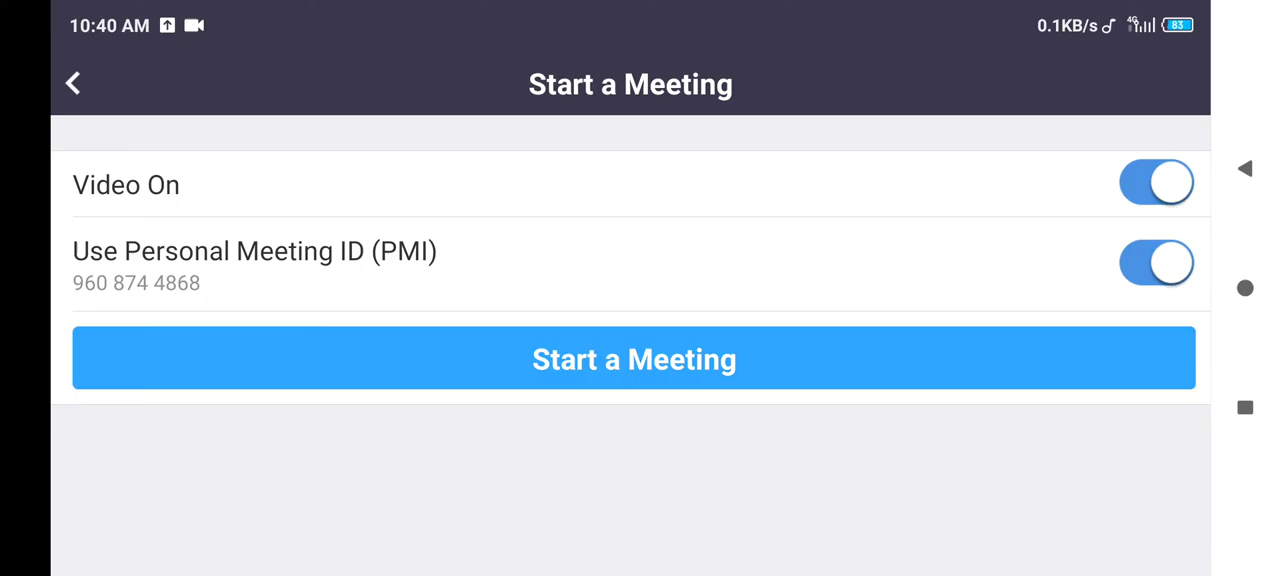 10:40 AM
0.1KB/s 4G 83
Start a Meeting
Video On
Use Personal Meeting ID (PMI)
960 874 4868
Start a Meeting